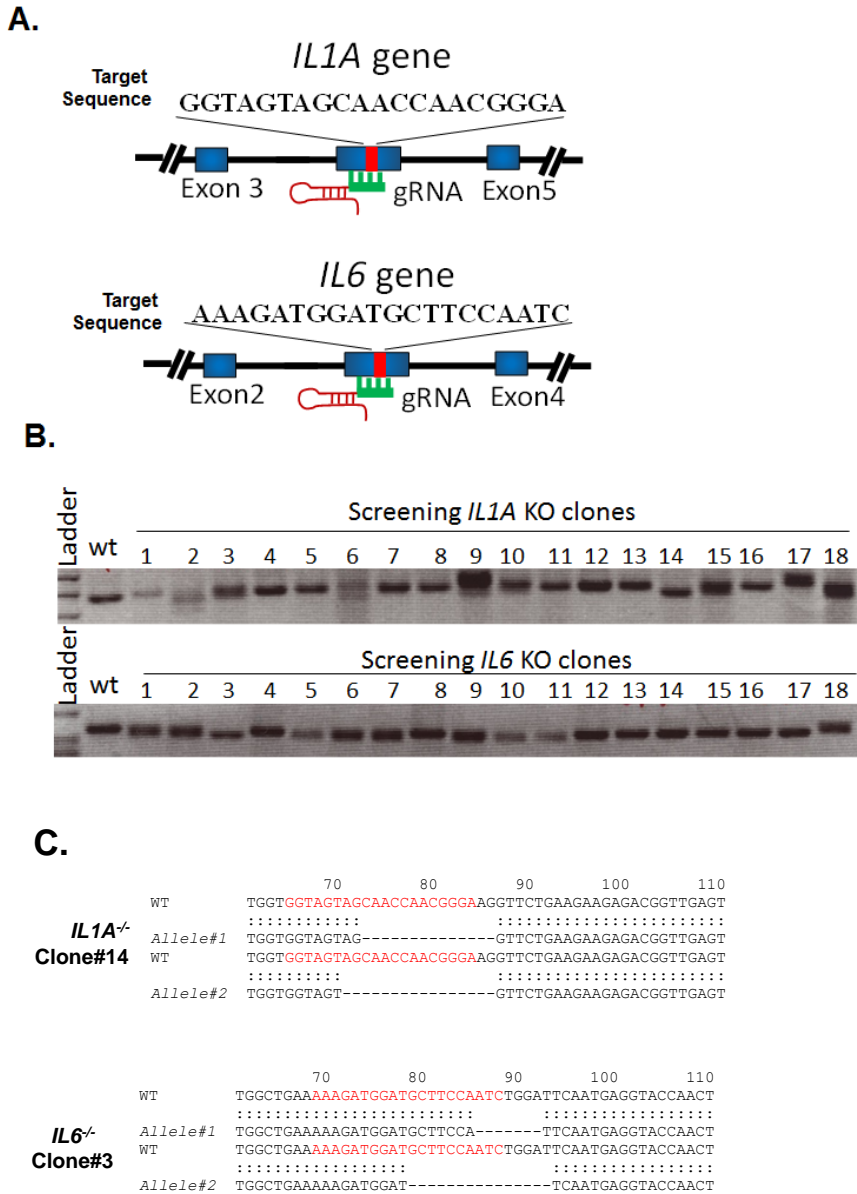 A.
IL1A gene
Target Sequence
GGTAGTAGCAACCAACGGGA
Exon 3
gRNA
Exon5
IL6 gene
Target Sequence
AAAGATGGATGCTTCCAATC
Exon2
gRNA
Exon4
B.
Ladder
wt
Screening IL1A KO clones
1 2 3 4 5 6 7 8 9 10 11 12 13 14 15 16 17 18
Ladder
wt
Screening IL6 KO clones
1 2 3 4 5 6 7 8 9 10 11 12 13 14 15 16 17 18
C.
IL1A-/-
Clone#14
70 80 90 100 110
WT TGGTGGTAGTAGCAACCAACGGGAAGGTTCTGAAGAAGAGACGGTTGAGT
:::::::::::: ::::::::::::::::::::::::
Allele#1 TGGTGGTAGTAG--------------GTTCTGAAGAAGAGACGGTTGAGT
WT TGGTGGTAGTAGCAACCAACGGGAAGGTTCTGAAGAAGAGACGGTTGAGT
:::::::::: ::::::::::::::::::::::::
Allele#2 TGGTGGTAGT----------------GTTCTGAAGAAGAGACGGTTGAGT
IL6-/-
Clone#3
70 80 90 100 110
WT TGGCTGAAAAAGATGGATGCTTCCAATCTGGATTCAATGAGGTACCAACT
::::::::::::::::::::::::: ::::::::::::::::::
Allele#1 TGGCTGAAAAAGATGGATGCTTCCA-------TTCAATGAGGTACCAACT
WT TGGCTGAAAAAGATGGATGCTTCCAATCTGGATTCAATGAGGTACCAACT
:::::::::::::::::: :::::::::::::::::
Allele#2 TGGCTGAAAAAGATGGAT---------------TCAATGAGGTACCAACT